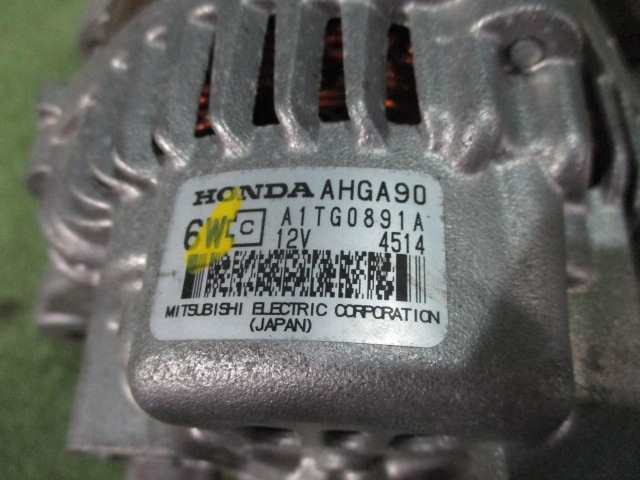 HONDA AHGA90
6W C A1TG0891A
12V 4514
MITSUBISHI ELECTRIC CORPORATION
(JAPAN)